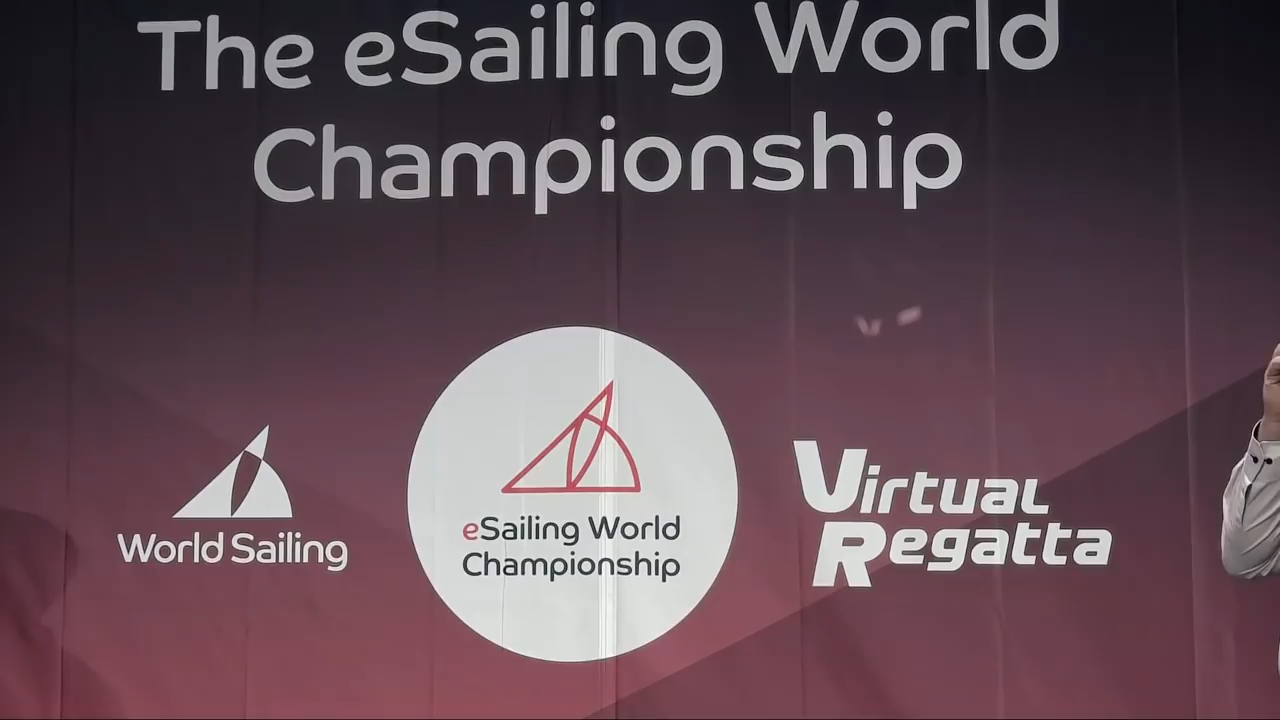 The eSailing World
Championship
World Sailing
eSailing World
Championship
Virtual
Regatta